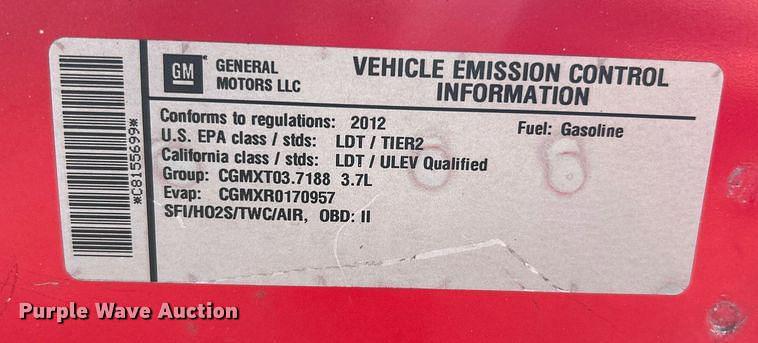 GM
GENERAL MOTORS LLC
VEHICLE EMISSION CONTROL INFORMATION
Conforms to regulations: 2012
Fuel: Gasoline
U.S. EPA class / stds: LDT / TIER2
California class / stds: LDT / ULEV Qualified
Group: CGMXT03.7188 3.7L
Evap: CGMXR0170957
SFI/HO2S/TWC/AIR, OBD: II
*C8155699*
Purple Wave Auction